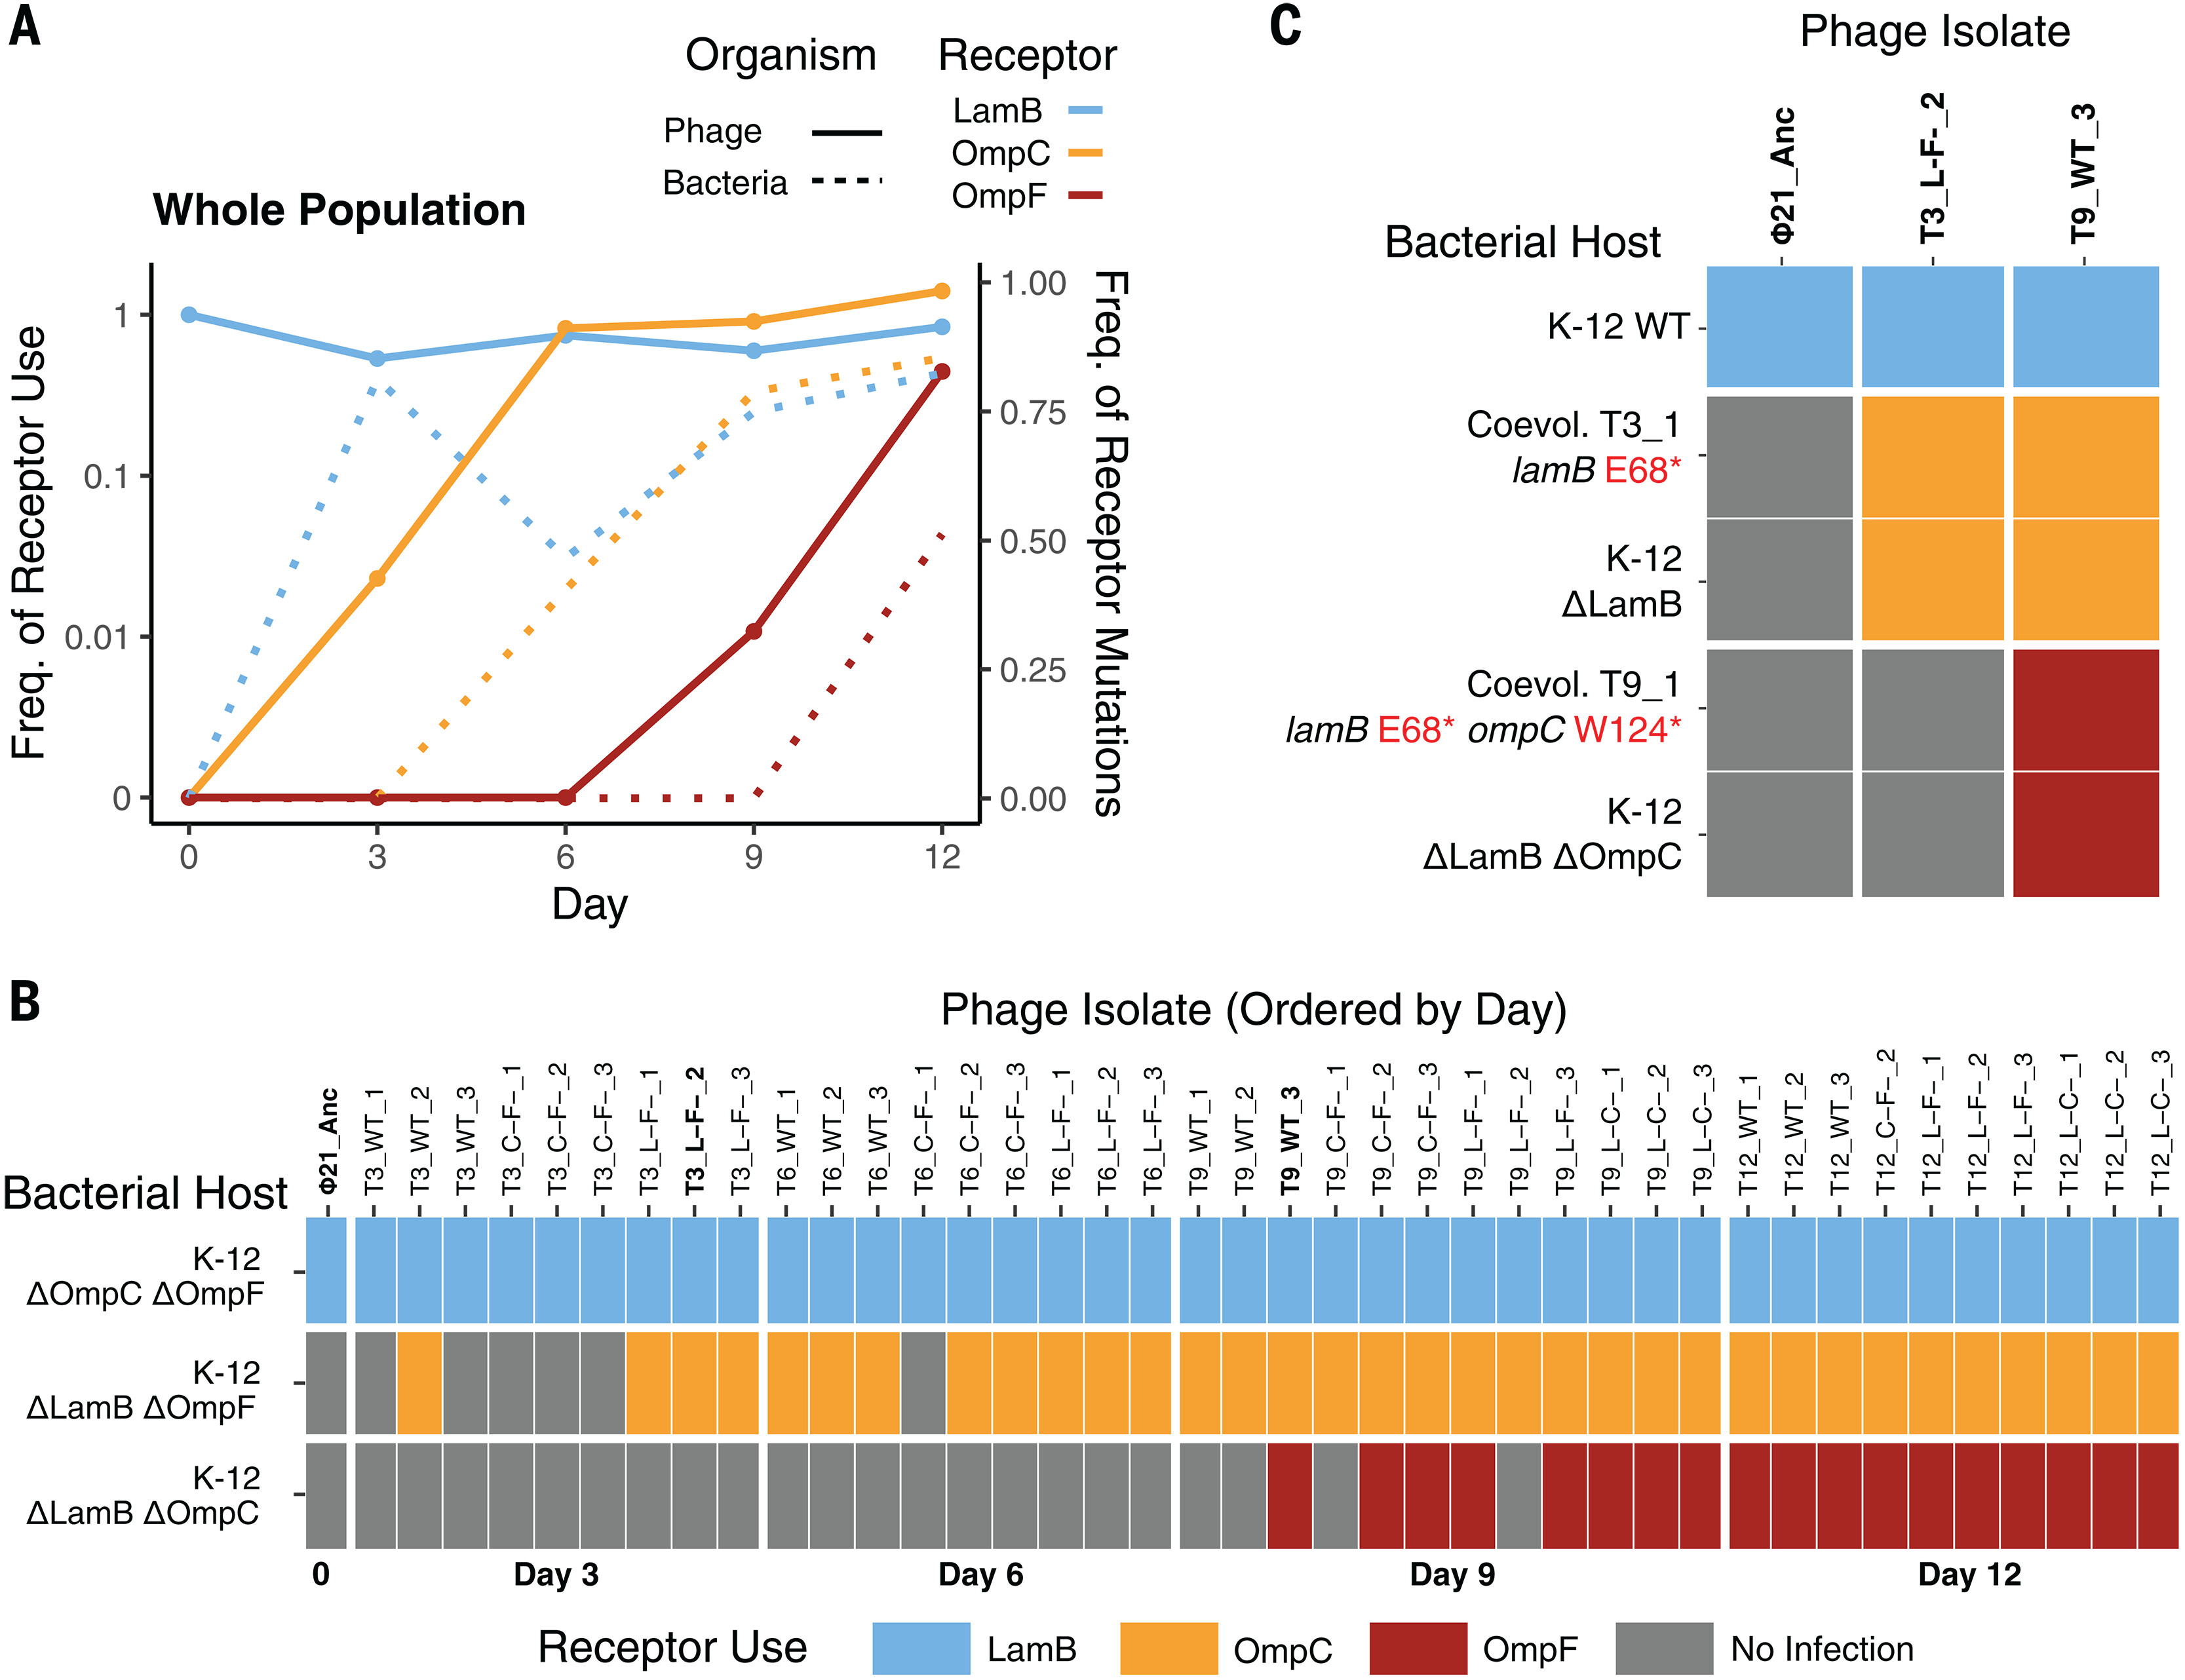 A
Organism
Phage
Bacteria
Receptor
LamB
OmpC
OmpF
Whole Population
Freq. of Receptor Use
1
0.1
0.01
0
Freq. of Receptor Mutations
1.00
0.75
0.50
0.25
0.00
0
3
6
9
12
Day
C
Phage Isolate
Φ21_Anc
T3_L-F-_2
T9_WT_3
Bacterial Host
K-12 WT
Coevol. T3_1
lamB E68*
K-12
ΔLamB
Coevol. T9_1
lamB E68* ompC W124*
K-12
ΔLamB ΔOmpC
B
Phage Isolate (Ordered by Day)
Φ21_Anc
T3_WT_1
T3_WT_2
T3_WT_3
T3_C-F-_1
T3_C-F-_2
T3_C-F-_3
T3_L-F-_1
T3_L-F-_2
T3_L-F-_3
T6_WT_1
T6_WT_2
T6_WT_3
T6_C-F-_1
T6_C-F-_2
T6_C-F-_3
T6_L-F-_1
T6_L-F-_2
T6_L-F-_3
T9_WT_1
T9_WT_2
T9_WT_3
T9_C-F-_1
T9_C-F-_2
T9_C-F-_3
T9_L-F-_1
T9_L-F-_2
T9_L-F-_3
T9_L-C-_1
T9_L-C-_2
T9_L-C-_3
T12_WT_1
T12_WT_2
T12_WT_3
T12_C-F-_2
T12_L-F-_1
T12_L-F-_2
T12_L-F-_3
T12_L-C-_1
T12_L-C-_2
T12_L-C-_3
Bacterial Host
K-12
ΔOmpC ΔOmpF
K-12
ΔLamB ΔOmpF
K-12
ΔLamB ΔOmpC
0
Day 3
Day 6
Day 9
Day 12
Receptor Use
LamB
OmpC
OmpF
No Infection